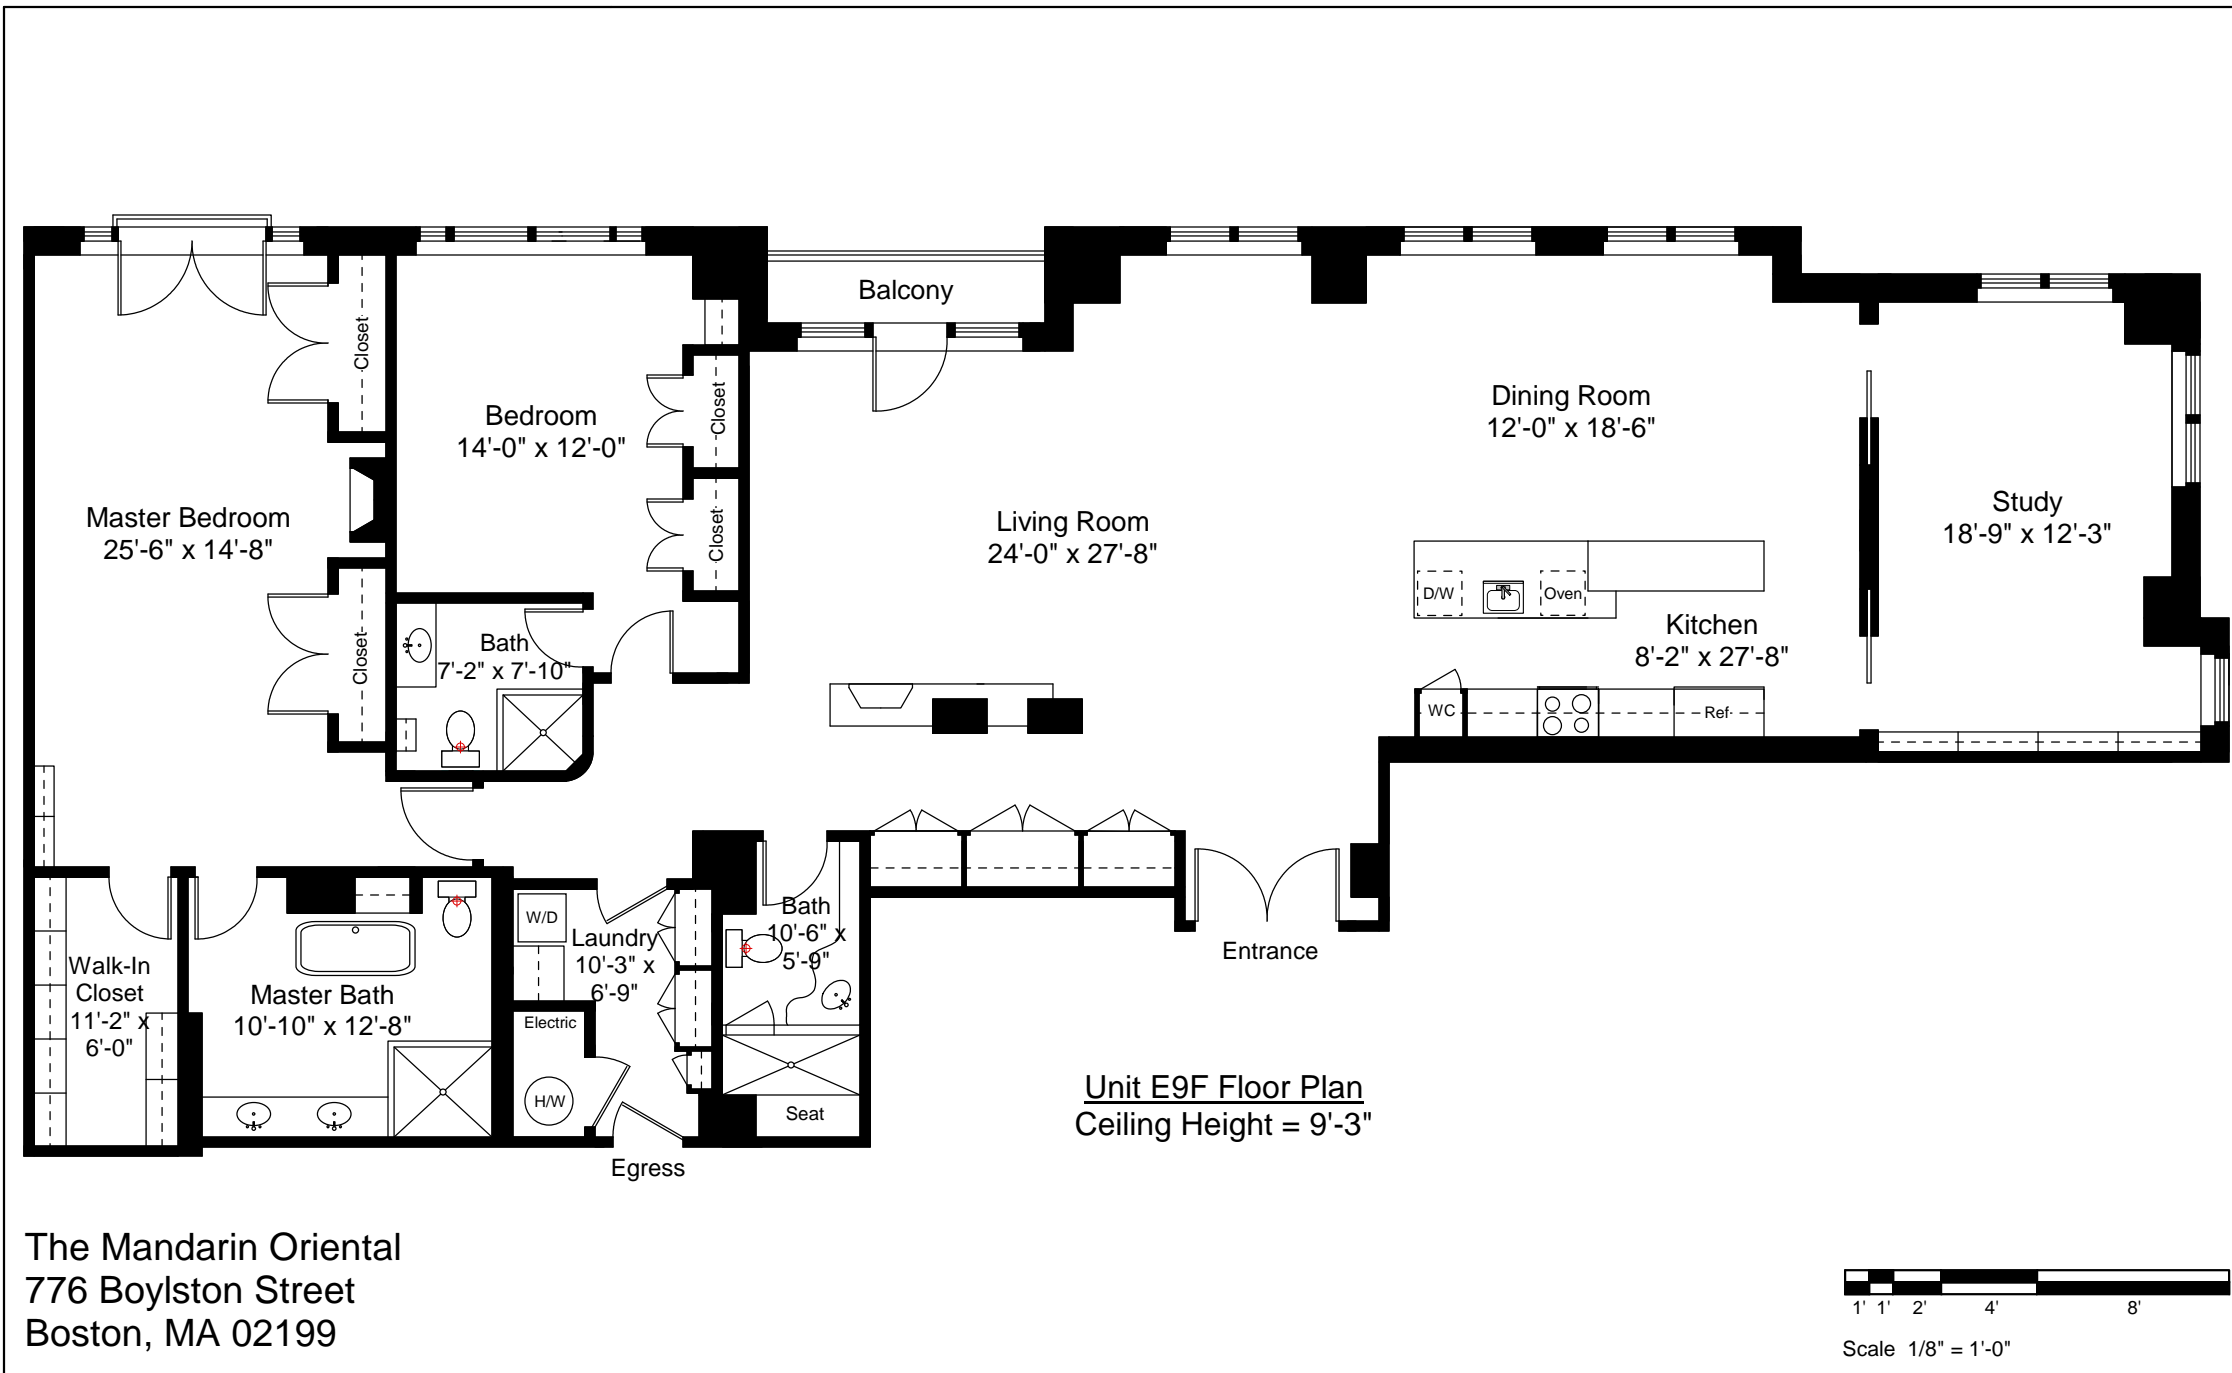 Balcony
Closet
Closet
Closet
Closet
Bedroom
14'-0" x 12'-0"
Dining Room
12'-0" x 18'-6"
Master Bedroom
25'-6" x 14'-8"
Living Room
24'-0" x 27'-8"
Study
18'-9" x 12'-3"
D/W
Oven
Kitchen
8'-2" x 27'-8"
Bath
7'-2" x 7'-10"
WC
Ref
W/D
Laundry
10'-3" x
6'-9"
Bath
10'-6" x
5'-9"
Entrance
Walk-In
Closet
11'-2" x
6'-0"
Master Bath
10'-10" x 12'-8"
Electric
H/W
Seat
Egress
Unit E9F Floor Plan
Ceiling Height = 9'-3"
The Mandarin Oriental
776 Boylston Street
Boston, MA 02199
1' 1' 2' 4' 8'
Scale 1/8" = 1'-0"